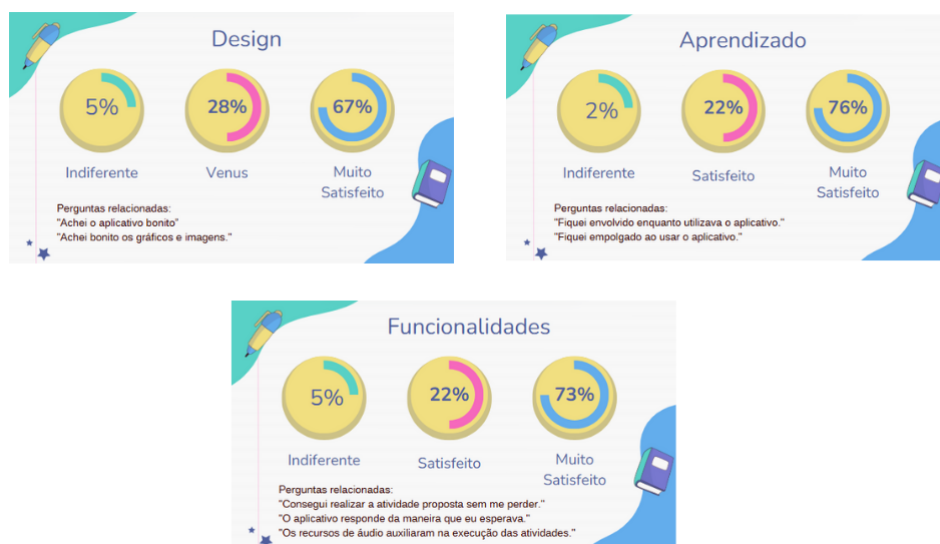 Design
5%
28%
67%
Indiferente
Venus
Muito
Satisfeito
Perguntas relacionadas:
"Achei o aplicativo bonito"
"Achei bonito os gráficos e imagens."
Aprendizado
2%
22%
76%
Indiferente
Satisfeito
Muito
Satisfeito
Perguntas relacionadas:
"Fiquei envolvido enquanto utilizava o aplicativo."
"Fiquei empolgado ao usar o aplicativo."
Funcionalidades
5%
22%
73%
Indiferente
Satisfeito
Muito
Satisfeito
Perguntas relacionadas:
"Consegui realizar a atividade proposta sem me perder."
"O aplicativo responde da maneira que eu esperava."
"Os recursos de áudio auxiliaram na execução das atividades."